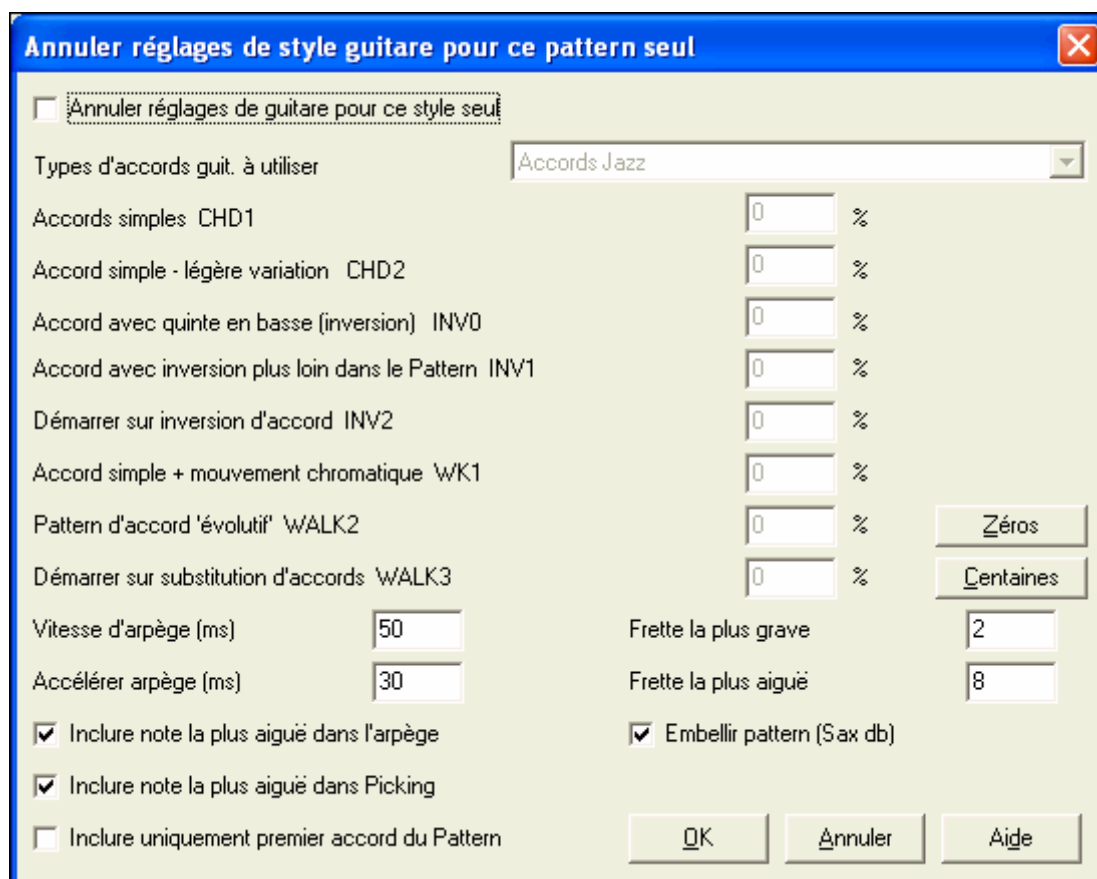 Annuler réglages de style guitare pour ce pattern seul
Annuler réglages de guitare pour ce style seul
Types d'accords guit. à utiliser Accords Jazz
Accords simples CHD1 0 %
Accord simple - légère variation CHD2 0 %
Accord avec quinte en basse (inversion) INV0 0 %
Accord avec inversion plus loin dans le Pattern INV1 0 %
Démarrer sur inversion d'accord INV2 0 %
Accord simple + mouvement chromatique WK1 0 %
Pattern d'accord 'évolutif' WALK2 0 % Zéros
Démarrer sur substitution d'accords WALK3 0 % Centaines
Vitesse d'arpège (ms) 50 Frette la plus grave 2
Accélérer arpège (ms) 30 Frette la plus aiguë 8
Inclure note la plus aiguë dans l'arpège Embellir pattern (Sax db)
Inclure note la plus aiguë dans Picking
Inclure uniquement premier accord du Pattern OK Annuler Aide